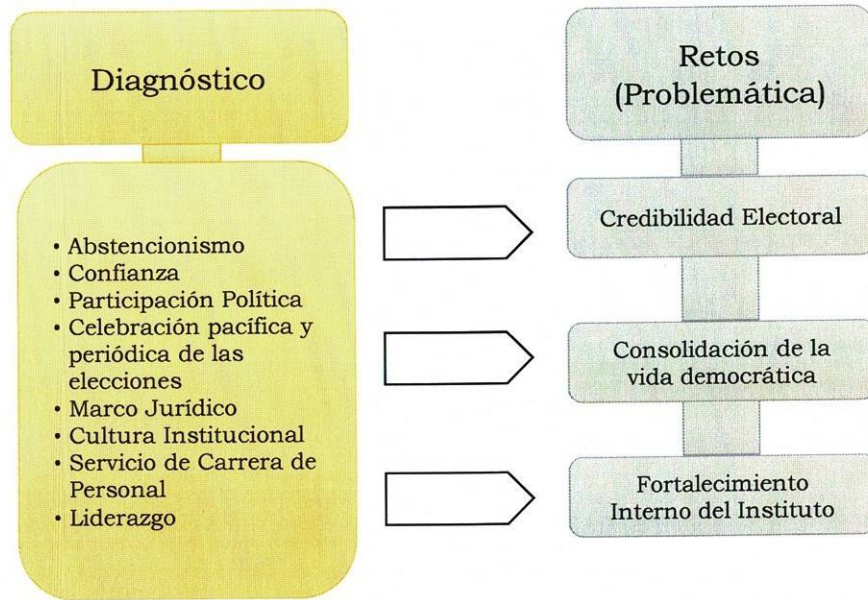 Diagnóstico
• Abstencionismo
• Confianza
• Participación Política
• Celebración pacífica y
periódica de las
elecciones
• Marco Jurídico
• Cultura Institucional
• Servicio de Carrera de
Personal
• Liderazgo
Retos
(Problemática)
Credibilidad Electoral
Consolidación de la
vida democrática
Fortalecimiento
Interno del Instituto